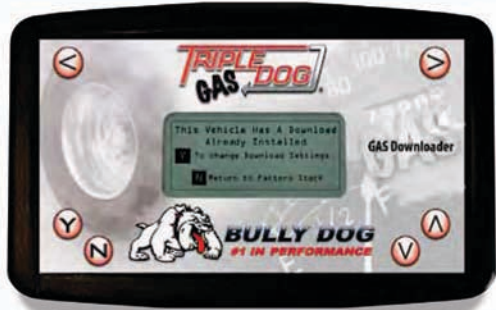 <
TRIPLE
GAS DOG®
>
This Vehicle Has A Download
Already Installed
Y To change Download Settings
N Return to Factory Stock
GAS Downloader
Y
N
BULLY DOG
#1 IN PERFORMANCE